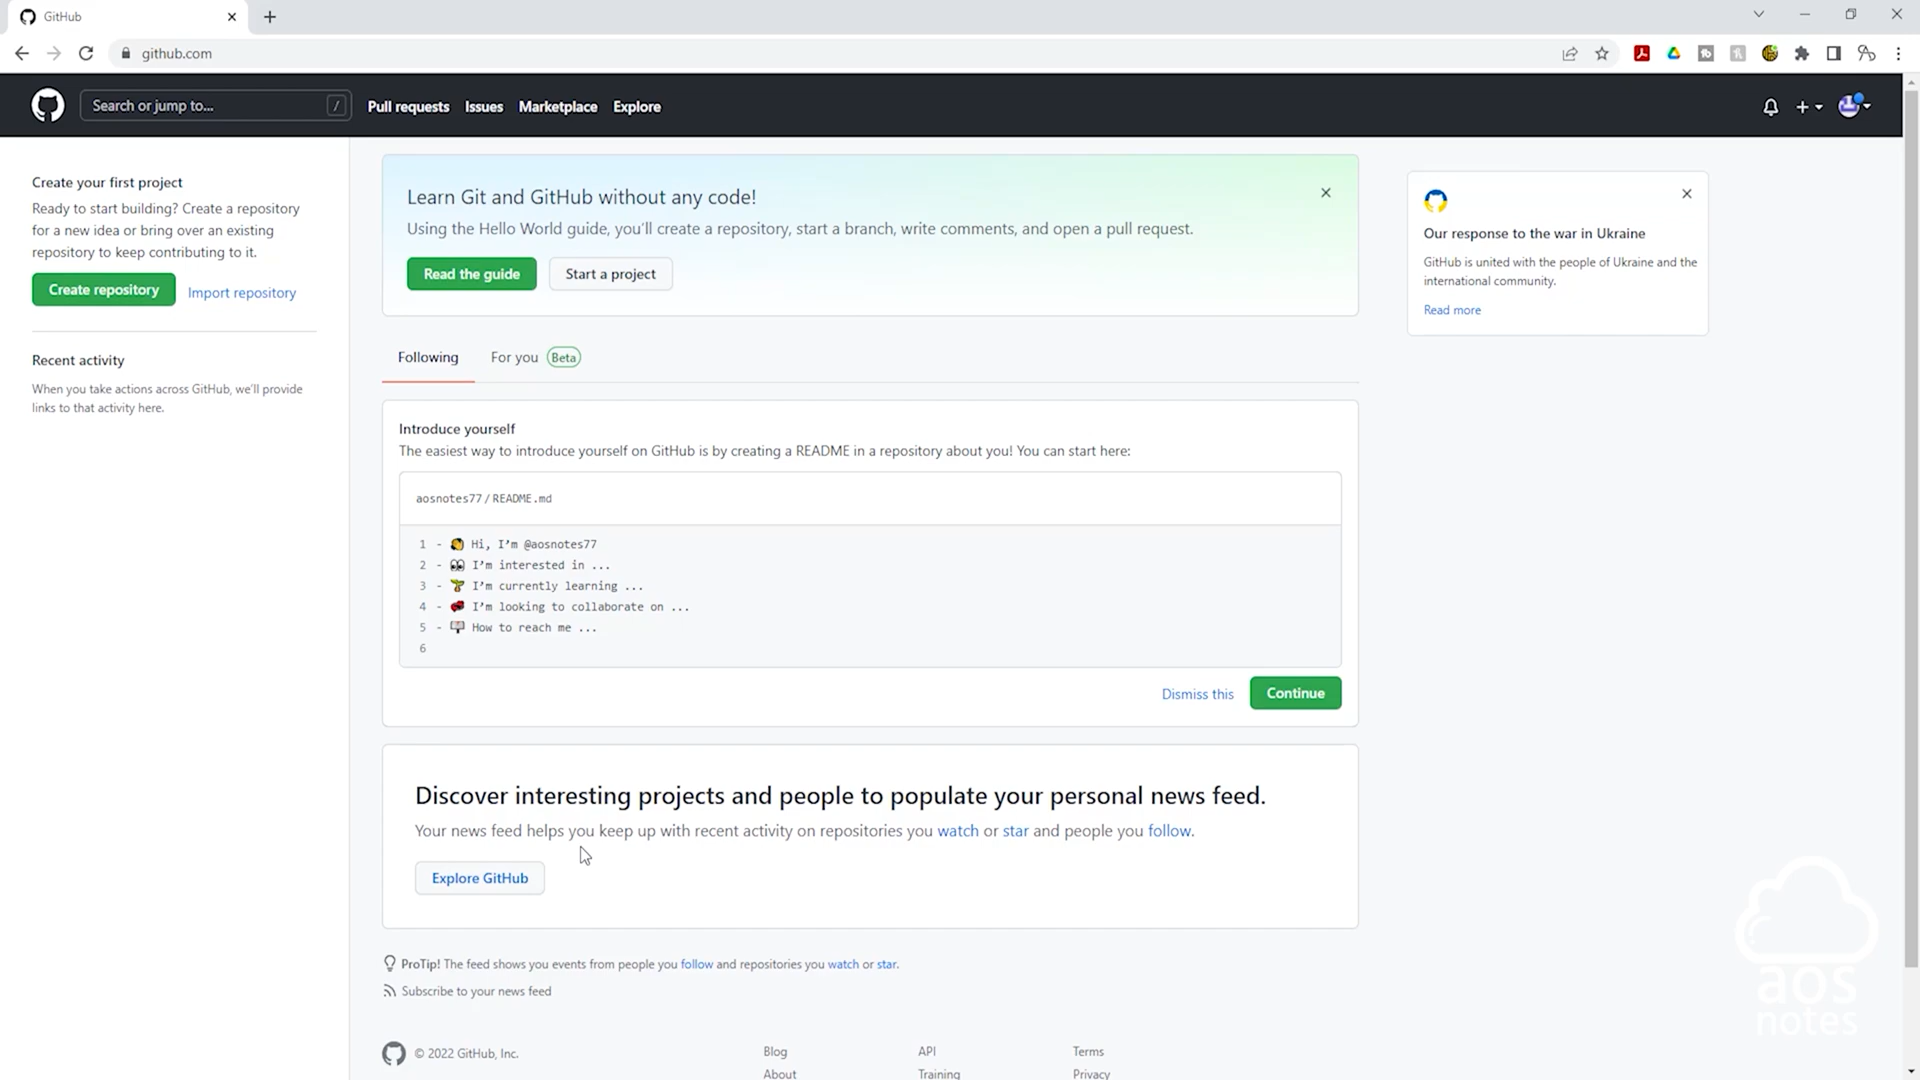 GitHub
github.com
Search or jump to...
/
Pull requests
Issues
Marketplace
Explore
Create your first project
Ready to start building? Create a repository
for a new idea or bring over an existing
repository to keep contributing to it.
Create repository
Import repository
Recent activity
When you take actions across GitHub, we'll provide
links to that activity here.
Learn Git and GitHub without any code!
Using the Hello World guide, you'll create a repository, start a branch, write comments, and open a pull request.
Read the guide
Start a project
Following
For you Beta
Introduce yourself
The easiest way to introduce yourself on GitHub is by creating a README in a repository about you! You can start here:
aosnotes77/README.md
1 - 👋 Hi, I'm @aosnotes77
2 - 👀 I'm interested in ...
3 - 🌱 I'm currently learning ...
4 - 💞️ I'm looking to collaborate on ...
5 - 📫 How to reach me ...
6
Dismiss this
Continue
Discover interesting projects and people to populate your personal news feed.
Your news feed helps you keep up with recent activity on repositories you watch or star and people you follow.
Explore GitHub
ProTip! The feed shows you events from people you follow and repositories you watch or star.
Subscribe to your news feed
© 2022 GitHub, Inc.
Blog
API
Terms
About
Training
Privacy
Our response to the war in Ukraine
GitHub is united with the people of Ukraine and the
international community.
Read more
aos
notes